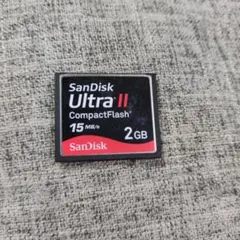 SanDisk
Ultra II
CompactFlash®
15 MB/s
2GB
SanDisk